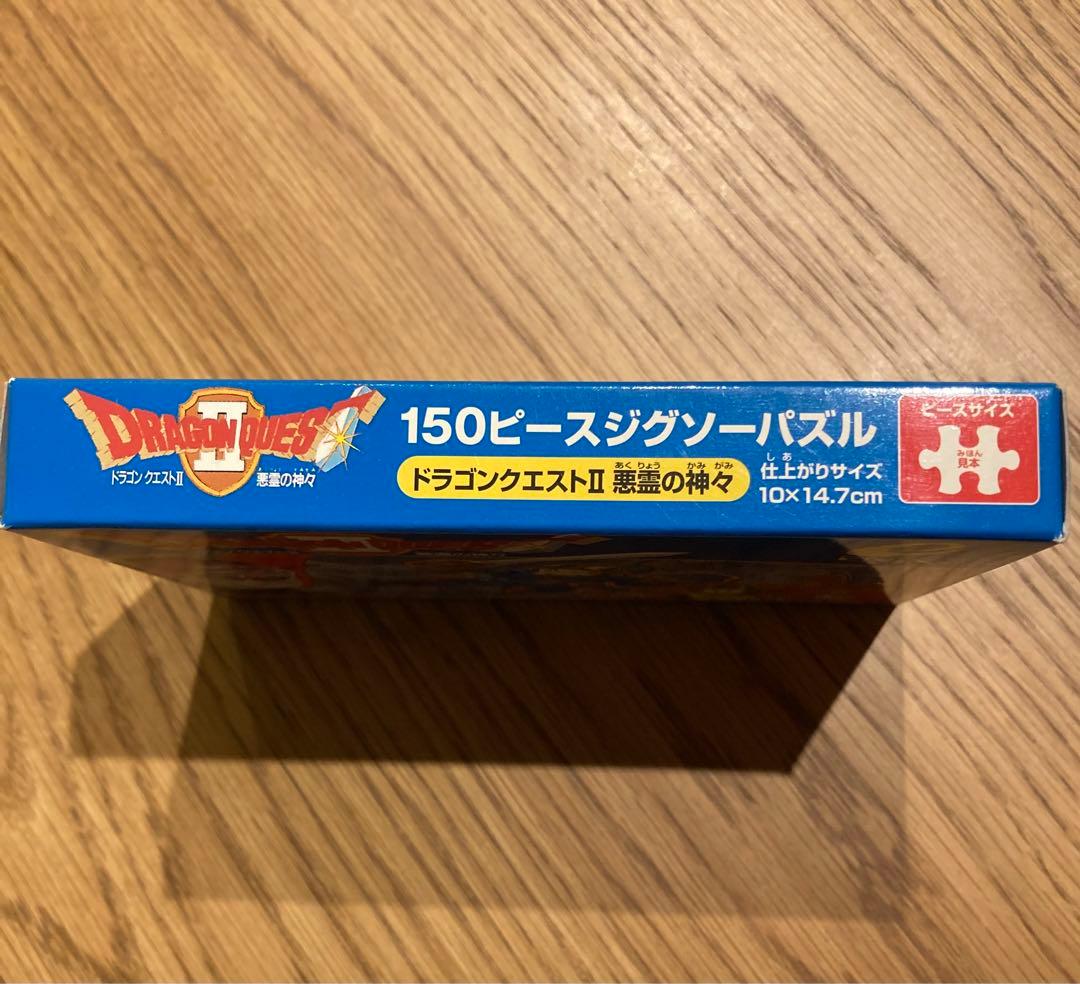 DRAGON QUEST
II
ドラゴンクエストII 悪霊の神々
150ピースジグソーパズル
あくりょう かみがみ
ドラゴンクエストII 悪霊の神々
しあ
仕上がりサイズ
10×14.7cm
ピースサイズ
みほん
見本